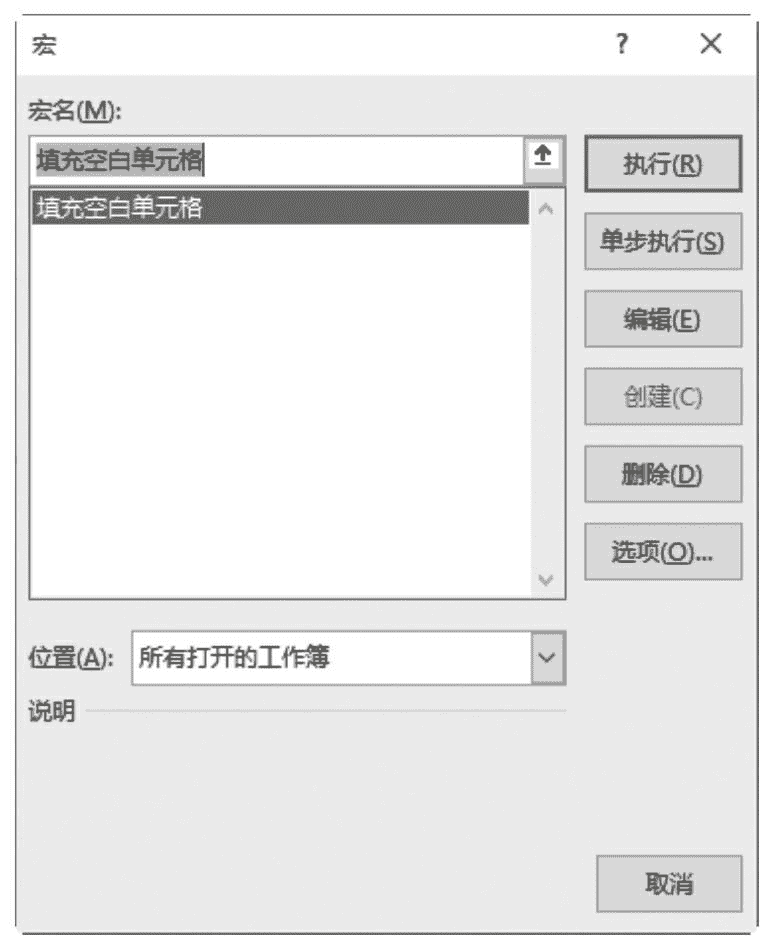 宏
?
宏名(M):
填充空白单元格
填充空白单元格
执行(R)
单步执行(S)
编辑(E)
创建(C)
删除(D)
选项(O)...
位置(A): 所有打开的工作簿
说明
取消